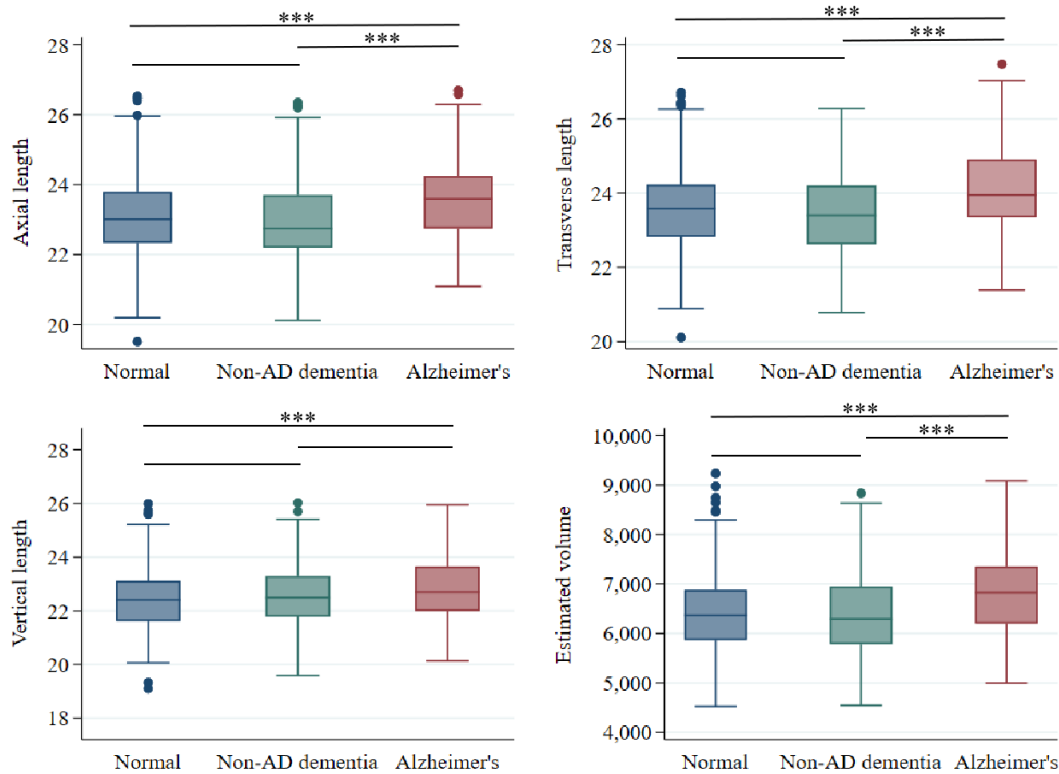 ***
***
28
26
24
22
20
Axial length
Normal
Non-AD dementia
Alzheimer's
***
***
28
26
24
22
20
Transverse length
Normal
Non-AD dementia
Alzheimer's
***
28
26
24
22
20
18
Vertical length
Normal
Non-AD dementia
Alzheimer's
***
***
10,000
9,000
8,000
7,000
6,000
5,000
4,000
Estimated volume
Normal
Non-AD dementia
Alzheimer's